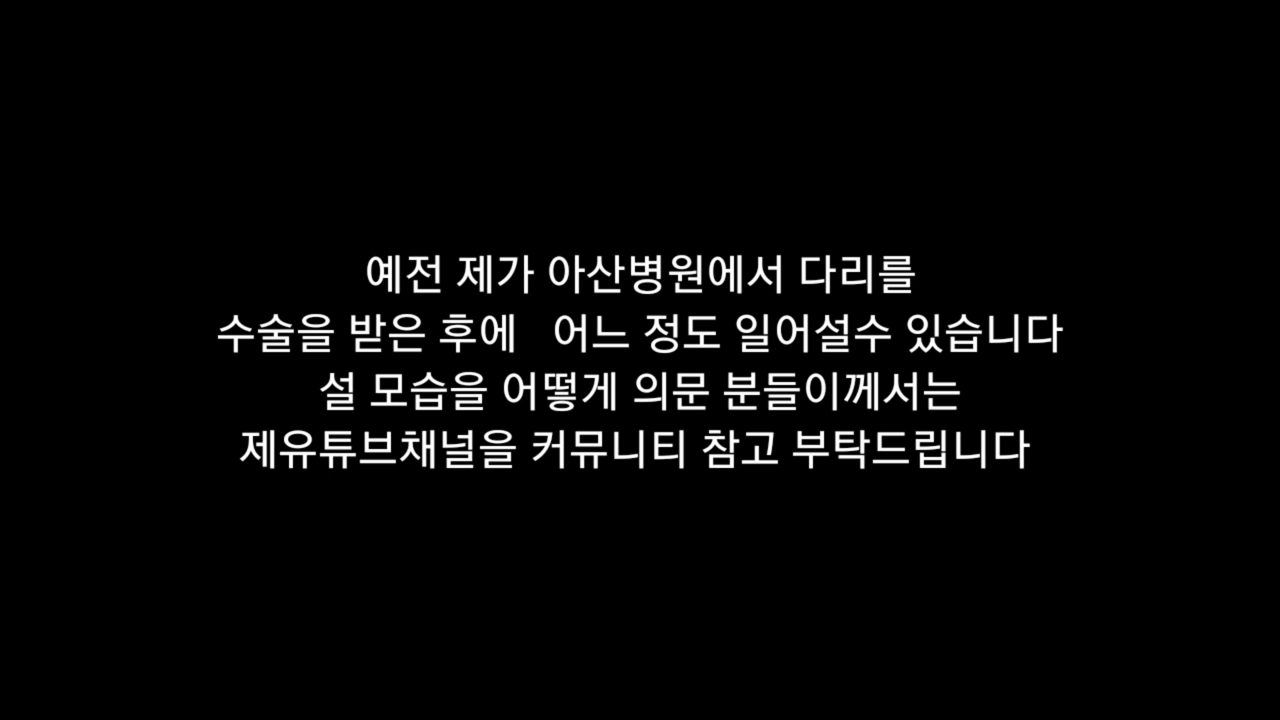 예전 제가 아산병원에서 다리를
수술을 받은 후에   어느 정도 일어설수 있습니다
설 모습을 어떻게 의문 분들이께서는
제유튜브채널을 커뮤니티 참고 부탁드립니다